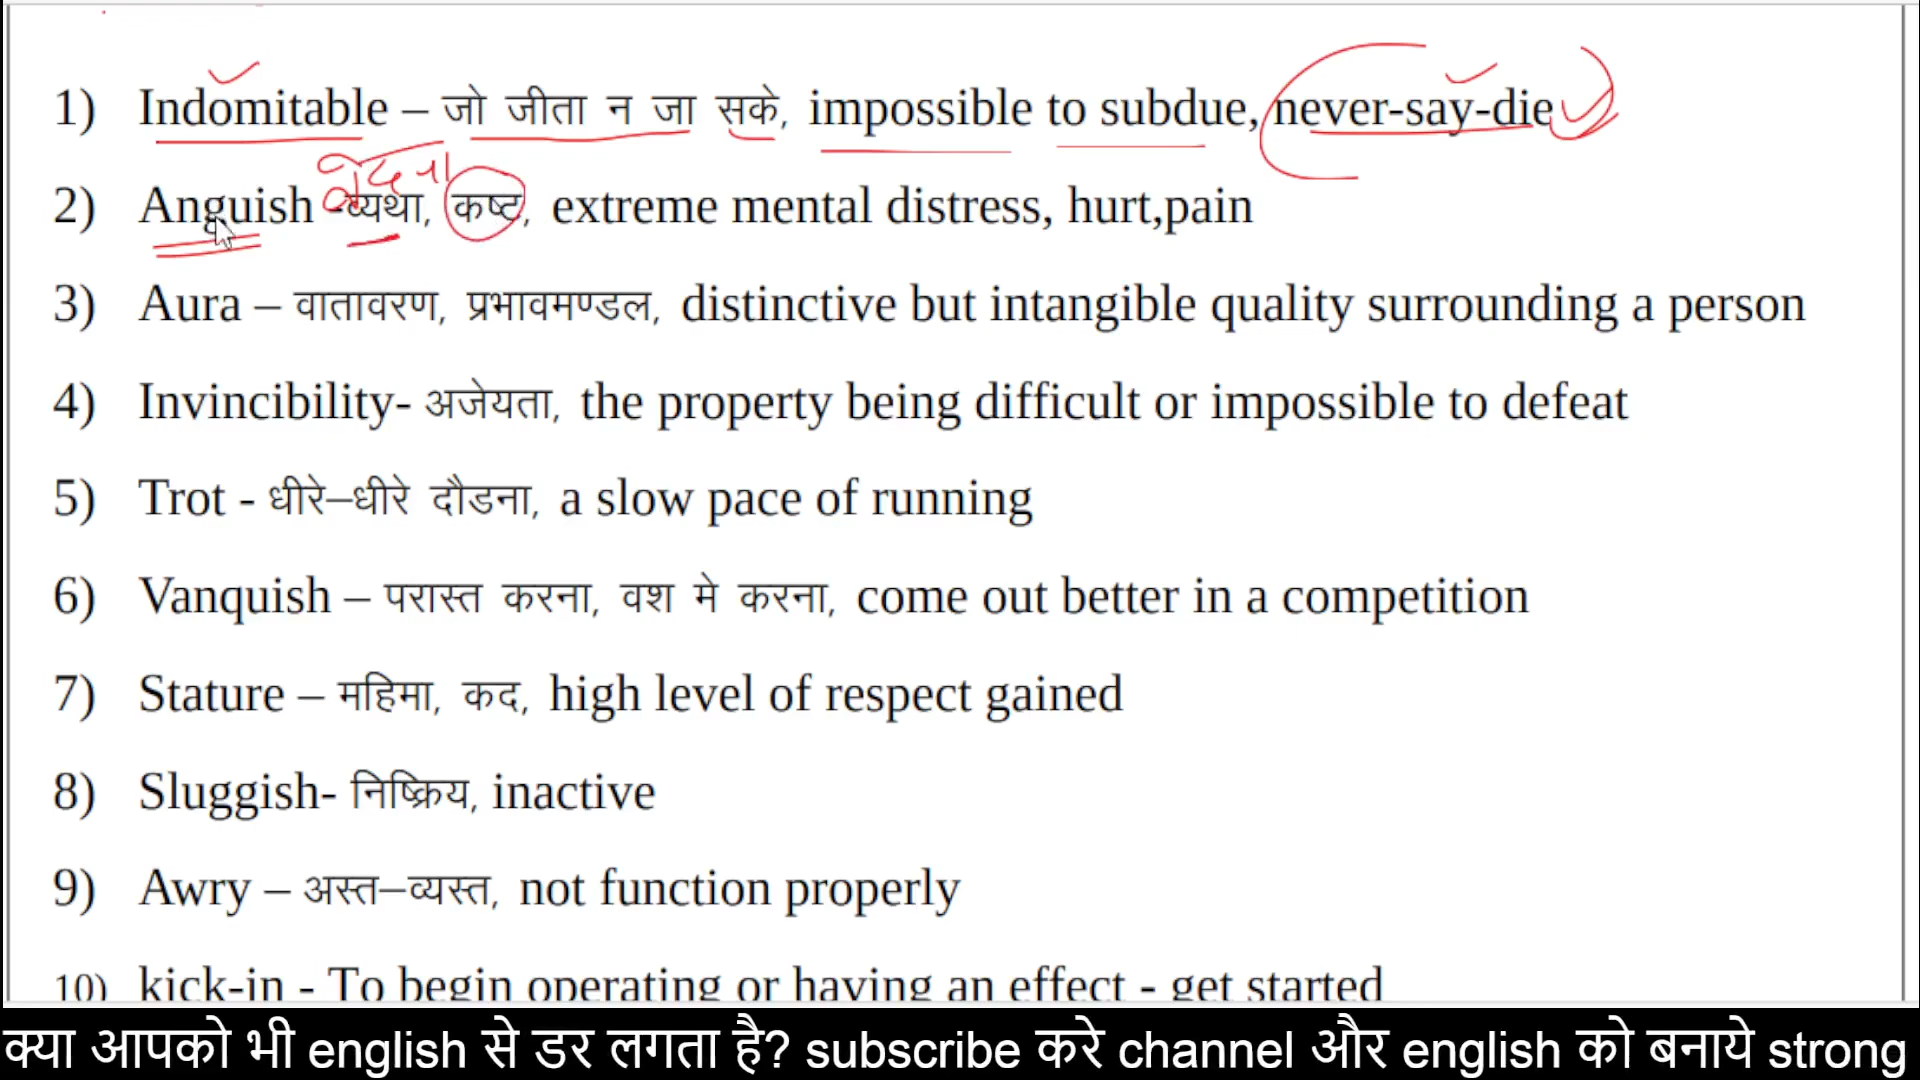 1) Indomitable – जो जीता न जा सके, impossible to subdue, never-say-die
वेदना
2) Anguish -व्यथा, कष्ट, extreme mental distress, hurt,pain
3) Aura – वातावरण, प्रभावमण्डल, distinctive but intangible quality surrounding a person
4) Invincibility- अजेयता, the property being difficult or impossible to defeat
5) Trot - धीरे–धीरे दौडना, a slow pace of running
6) Vanquish – परास्त करना, वश मे करना, come out better in a competition
7) Stature – महिमा, कद, high level of respect gained
8) Sluggish- निष्क्रिय, inactive
9) Awry – अस्त–व्यस्त, not function properly
10) kick-in - To begin operating or having an effect - get started
क्या आपको भी english से डर लगता है? subscribe करे channel और english को बनाये strong